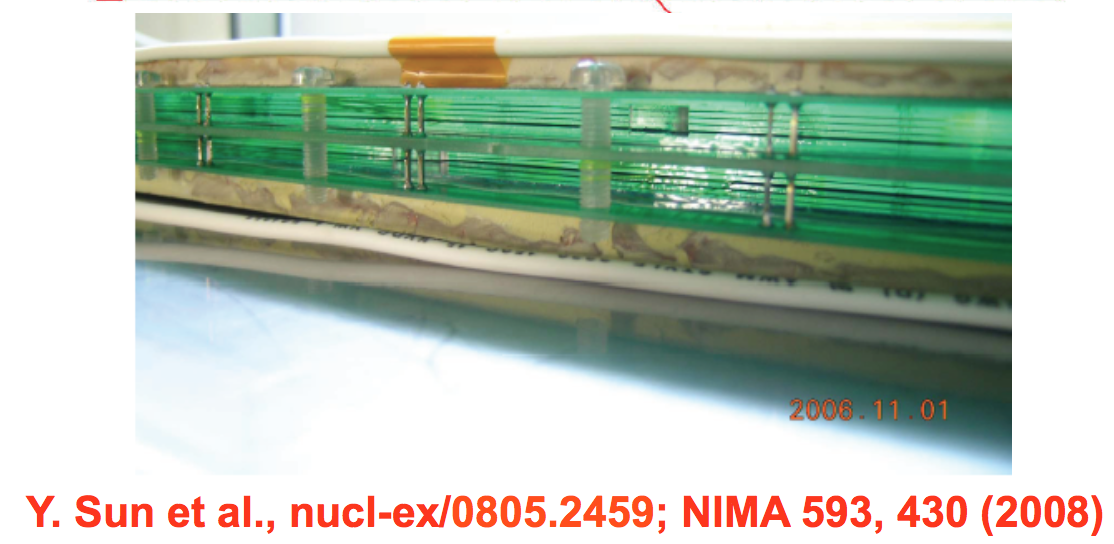 2006.11.01
Y. Sun et al., nucl-ex/0805.2459; NIMA 593, 430 (2008)